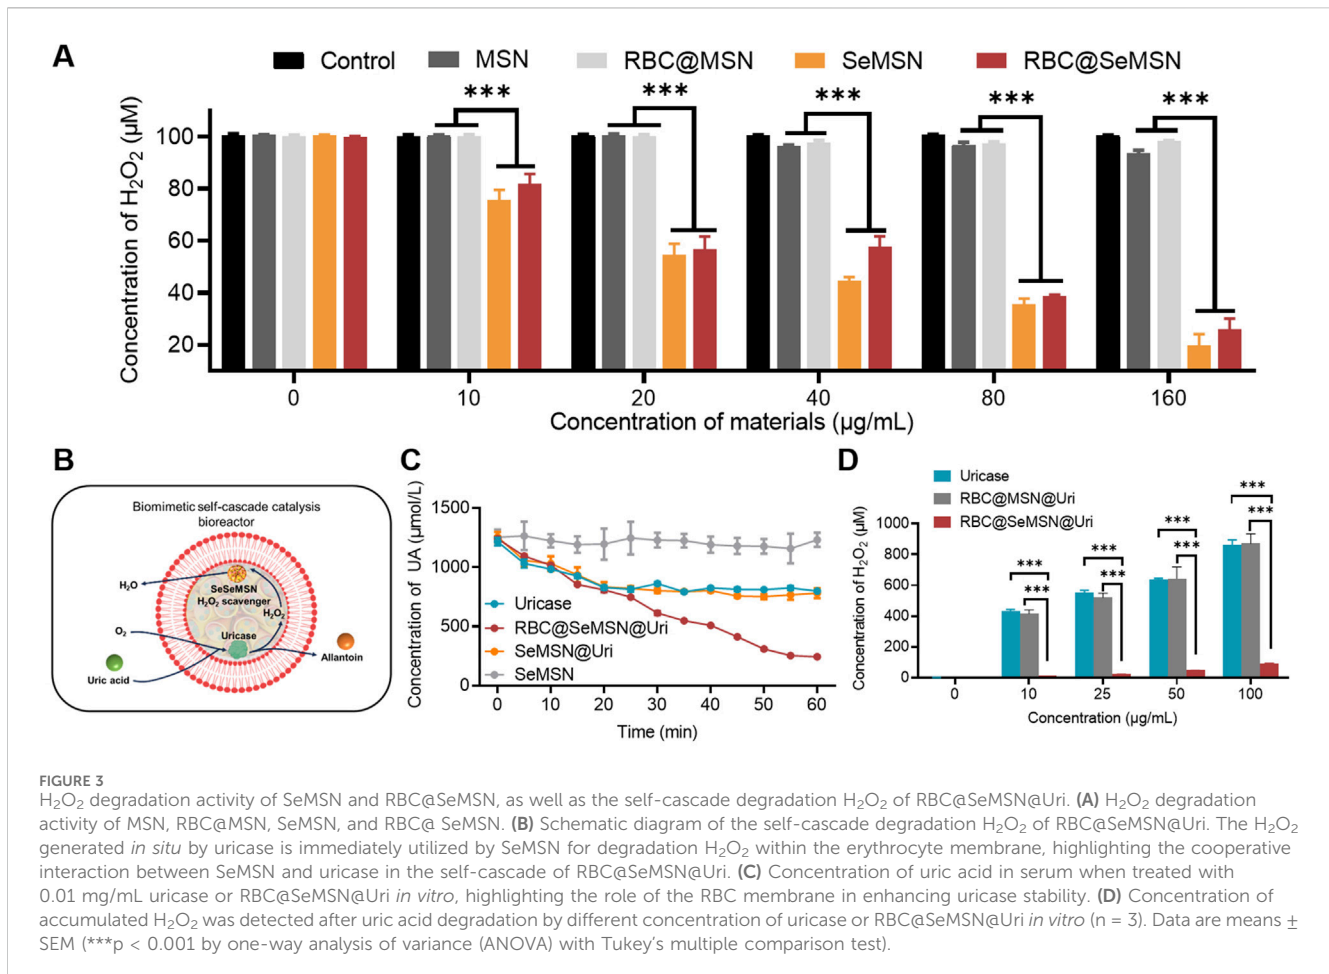 A
Control MSN RBC@MSN SeMSN RBC@SeMSN
*** *** *** *** ***
Concentration of H₂O₂ (µM)
100
80
60
40
20
0 10 20 40 80 160
Concentration of materials (µg/mL)
B
Biomimetic self-cascade catalysis
bioreactor
H₂O
SeSeMSN
H₂O₂ scavenger
H₂O₂
O₂
Uricase
Allantoin
Uric acid
C
Concentration of UA (µmol/L)
1500
1000
500
0
Uricase
RBC@SeMSN@Uri
SeMSN@Uri
SeMSN
0 10 20 30 40 50 60
Time (min)
D
Uricase
RBC@MSN@Uri
RBC@SeMSN@Uri
Concentration of H₂O₂ (µM)
1000
800
600
400
200
0
*** *** *** ***
*** *** *** ***
0 10 25 50 100
Concentration (µg/mL)
FIGURE 3
H₂O₂ degradation activity of SeMSN and RBC@SeMSN, as well as the self-cascade degradation H₂O₂ of RBC@SeMSN@Uri. (A) H₂O₂ degradation
activity of MSN, RBC@MSN, SeMSN, and RBC@ SeMSN. (B) Schematic diagram of the self-cascade degradation H₂O₂ of RBC@SeMSN@Uri. The H₂O₂
generated in situ by uricase is immediately utilized by SeMSN for degradation H₂O₂ within the erythrocyte membrane, highlighting the cooperative
interaction between SeMSN and uricase in the self-cascade of RBC@SeMSN@Uri. (C) Concentration of uric acid in serum when treated with
0.01 mg/mL uricase or RBC@SeMSN@Uri in vitro, highlighting the role of the RBC membrane in enhancing uricase stability. (D) Concentration of
accumulated H₂O₂ was detected after uric acid degradation by different concentration of uricase or RBC@SeMSN@Uri in vitro (n = 3). Data are means ±
SEM (***p < 0.001 by one-way analysis of variance (ANOVA) with Tukey's multiple comparison test).